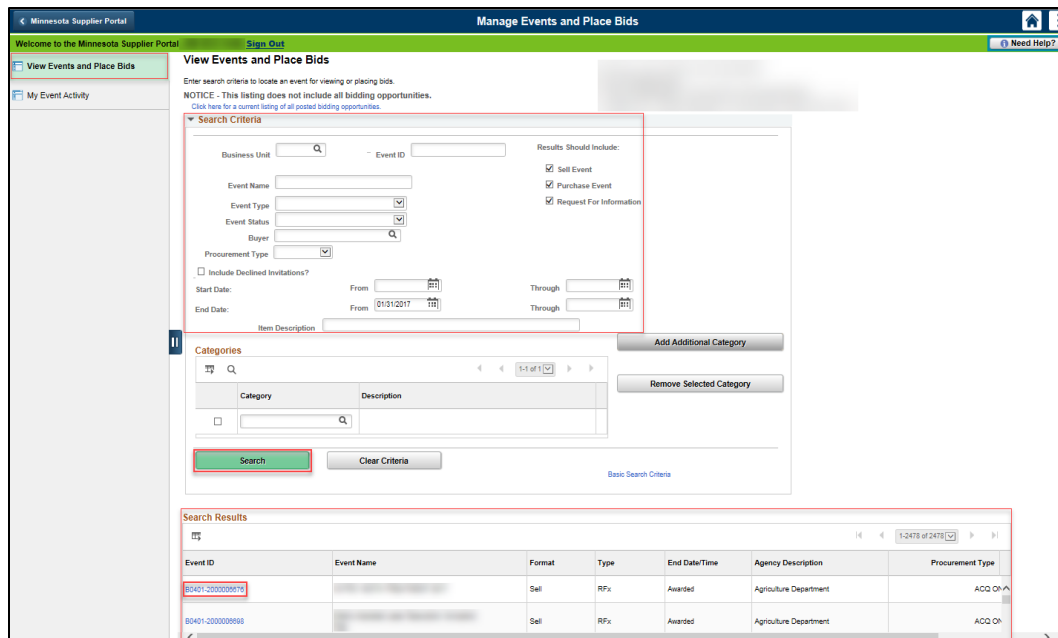 Minnesota Supplier Portal
Manage Events and Place Bids
Welcome to the Minnesota Supplier Portal Sign Out
Need Help?
View Events and Place Bids
My Event Activity
View Events and Place Bids
Enter search criteria to locate an event for viewing or placing bids.
NOTICE - This listing does not include all bidding opportunities.
Click here for a current listing of all posted bidding opportunities.
Search Criteria
Business Unit
Event ID
Results Should Include:
Sell Event
Event Name
Purchase Event
Event Type
Request For Information
Event Status
Buyer
Procurement Type
Include Declined Invitations?
Start Date: From Through
End Date: From 01/31/2017 Through
Item Description
Add Additional Category
Categories
1-1 of 1
Remove Selected Category
Category Description
Search Clear Criteria
Basic Search Criteria
Search Results
1-2478 of 2478
Event ID Event Name Format Type End Date/Time Agency Description Procurement Type
B0401-2000006676 Sell RFx Awarded Agriculture Department ACQ ON
B0401-2000006698 Sell RFx Awarded Agriculture Department ACQ ON